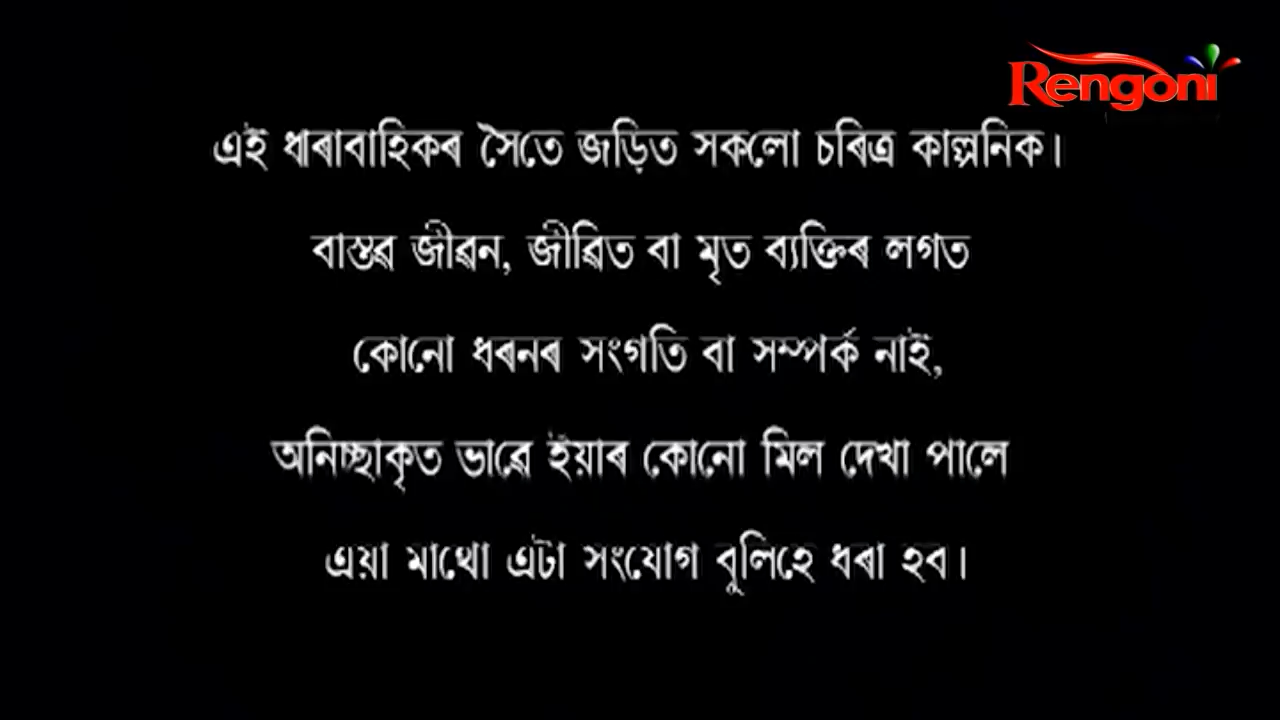 Rengoni
এই ধাৰাবাহিকৰ সৈতে জড়িত সকলো চৰিত্ৰ কাল্পনিক।
বাস্তৱ জীৱন, জীৱিত বা মৃত ব্যক্তিৰ লগত
কোনো ধৰনৰ সংগতি বা সম্পৰ্ক নাই,
অনিচ্ছাকৃত ভাৱে ইয়াৰ কোনো মিল দেখা পালে
এয়া মাথো এটা সংযোগ বুলিহে ধৰা হব।